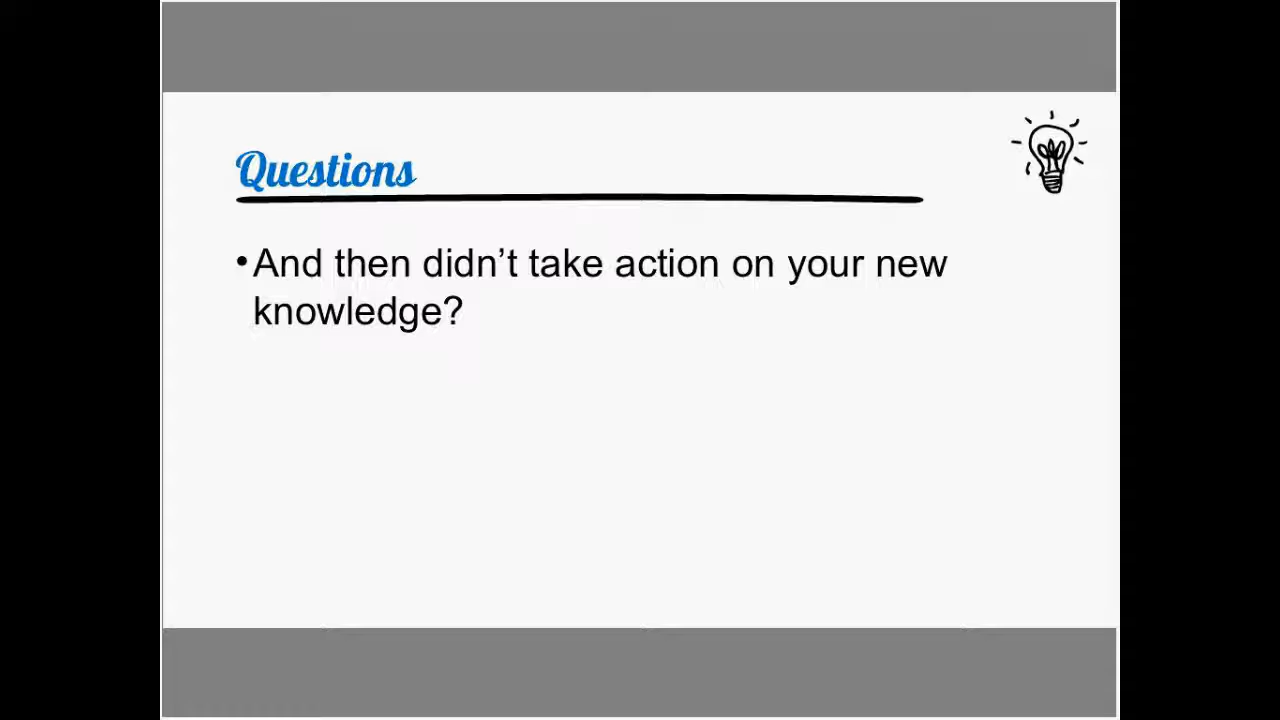 Questions
•And then didn’t take action on your new
knowledge?